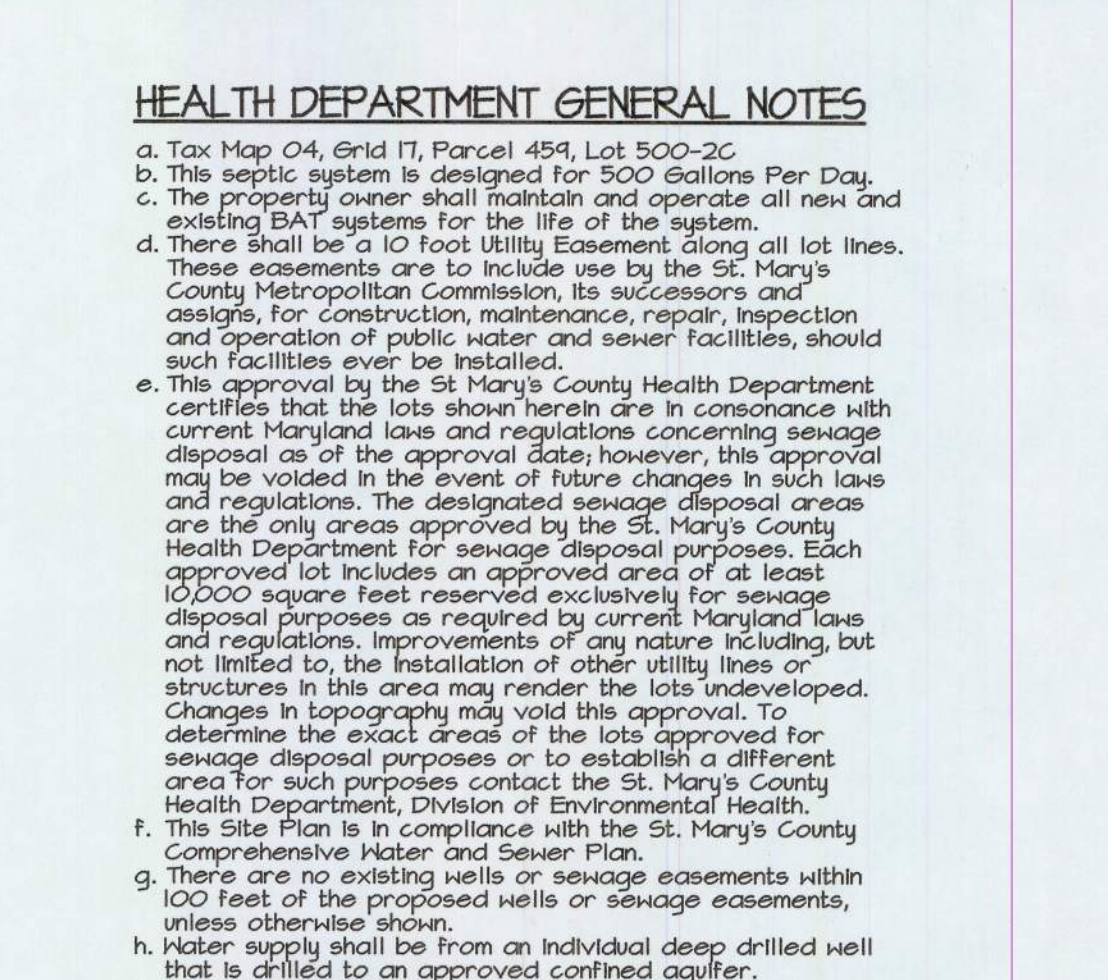 HEALTH DEPARTMENT GENERAL NOTES
a. Tax Map 04, Grid 17, Parcel 459, Lot 500-2C
b. This septic system is designed for 500 Gallons Per Day.
c. The property owner shall maintain and operate all new and
existing BAT systems for the life of the system.
d. There shall be a 10 foot Utility Easement along all lot lines.
These easements are to include use by the St. Mary's
County Metropolitan Commission, its successors and
assigns, for construction, maintenance, repair, inspection
and operation of public water and sewer facilities, should
such facilities ever be installed.
e. This approval by the St Mary's County Health Department
certifies that the lots shown herein are in consonance with
current Maryland laws and regulations concerning sewage
disposal as of the approval date; however, this approval
may be voided in the event of future changes in such laws
and regulations. The designated sewage disposal areas
are the only areas approved by the St. Mary's County
Health Department for sewage disposal purposes. Each
approved lot includes an approved area of at least
10,000 square feet reserved exclusively for sewage
disposal purposes as required by current Maryland laws
and regulations. Improvements of any nature including, but
not limited to, the installation of other utility lines or
structures in this area may render the lots undeveloped.
Changes in topography may void this approval. To
determine the exact areas of the lots approved for
sewage disposal purposes or to establish a different
area for such purposes contact the St. Mary's County
Health Department, Division of Environmental Health.
f. This Site Plan is in compliance with the St. Mary's County
Comprehensive Water and Sewer Plan.
g. There are no existing wells or sewage easements within
100 feet of the proposed wells or sewage easements,
unless otherwise shown.
h. Water supply shall be from an individual deep drilled well
that is drilled to an approved confined aquifer.